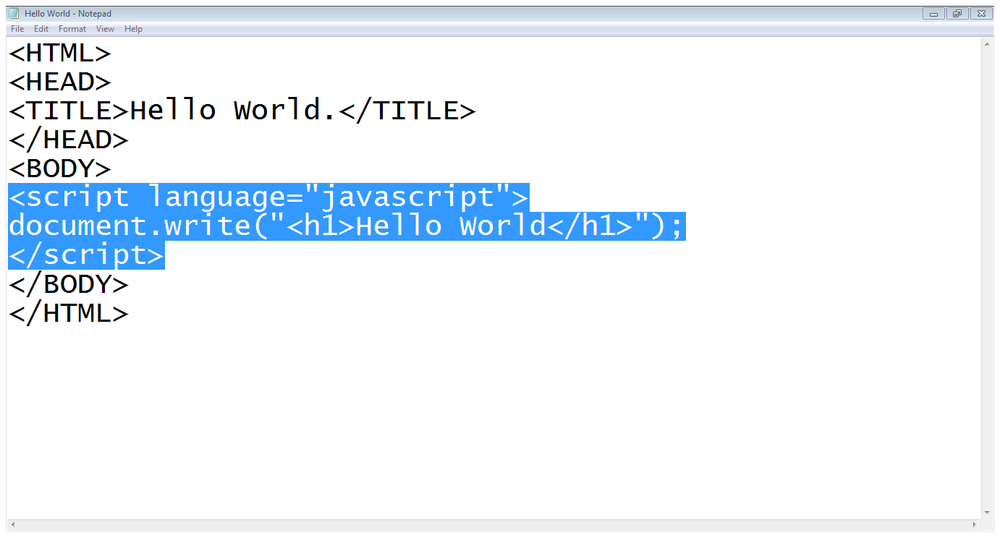 Hello World - Notepad
File Edit Format View Help
<HTML>
<HEAD>
<TITLE>Hello World.</TITLE>
</HEAD>
<BODY>
<script language="javascript">
document.write("<h1>Hello World</h1>");
</script>
</BODY>
</HTML>